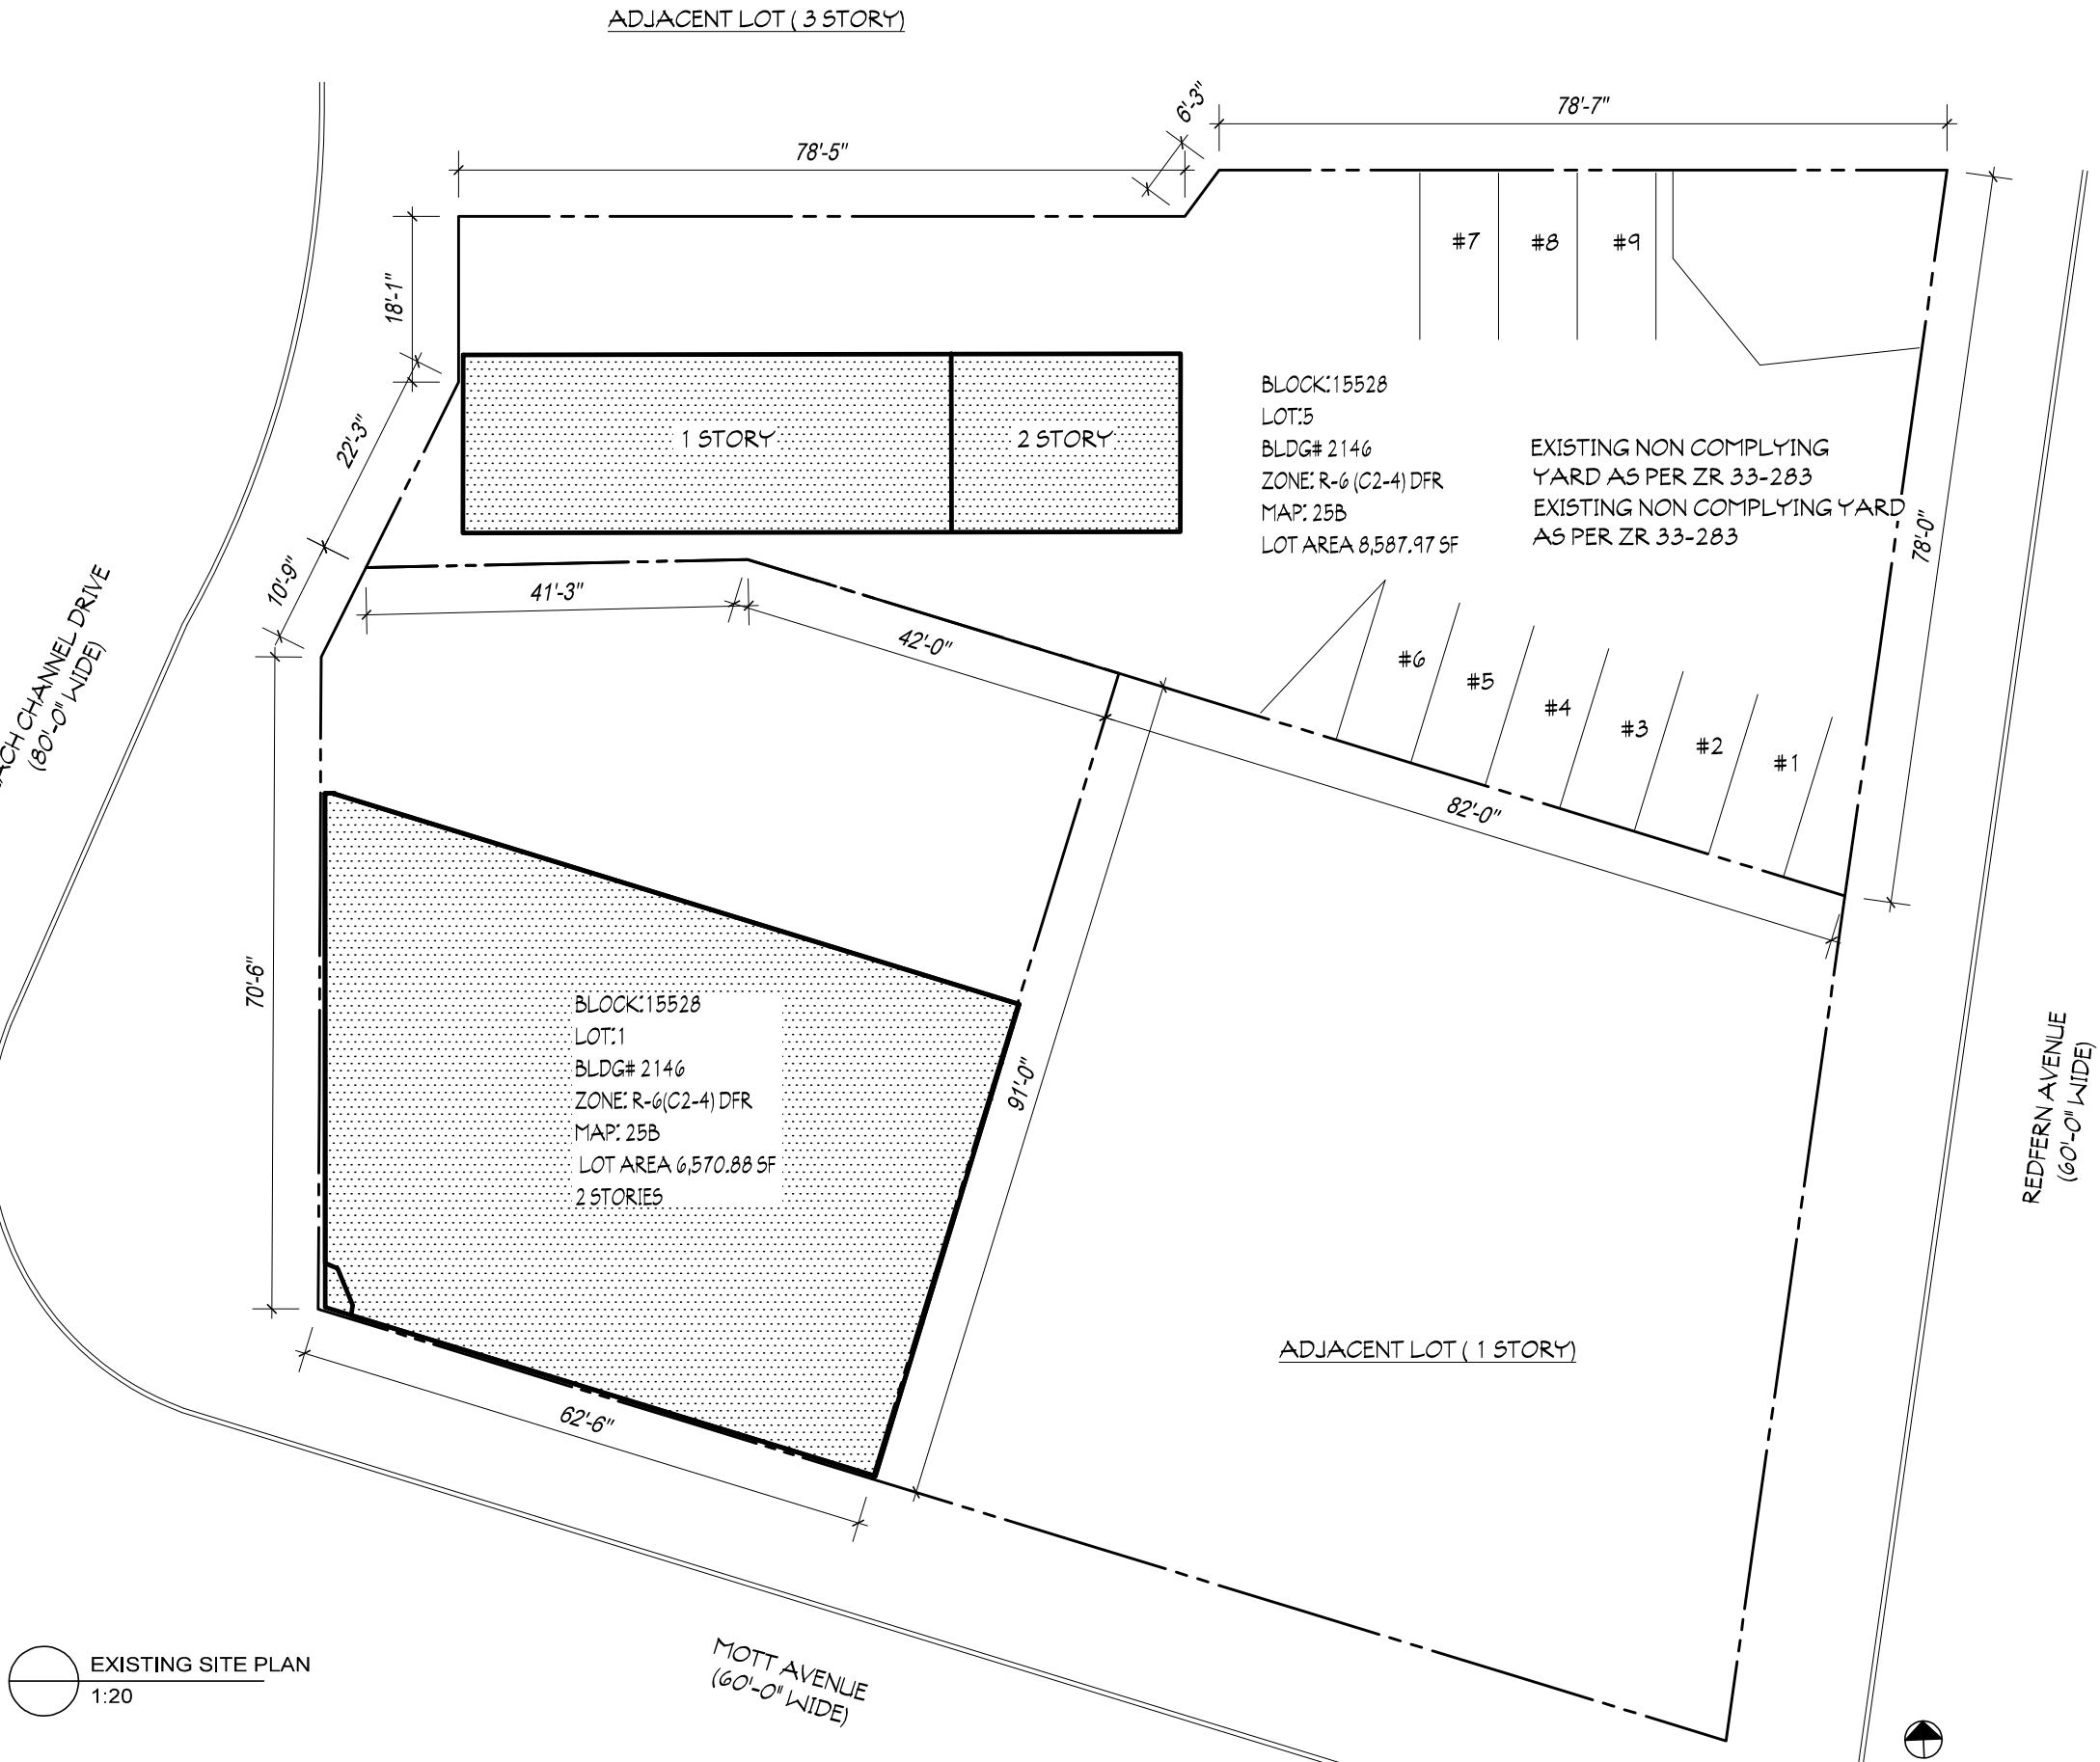 ADJACENT LOT ( 3 STORY)
6'-3"
78'-7"
78'-5"
18'-1"
#7
#8
#9
22'-3"
1 STORY
2 STORY
BLOCK:15528
LOT:5
BLDG# 2146
ZONE: R-6 (C2-4) DFR
MAP: 25B
LOT AREA 8,587.97 SF
EXISTING NON COMPLYING
YARD AS PER ZR 33-283
EXISTING NON COMPLYING YARD
AS PER ZR 33-283
78'-0"
10'-9"
41'-3"
42'-0"
#6
#5
#4
#3
#2
#1
CHANNEL DRIVE
(80'-0" WIDE)
82'-0"
70'-6"
BLOCK:15528
LOT:1
BLDG# 2146
ZONE: R-6(C2-4) DFR
MAP: 25B
LOT AREA 6,570.88 SF
2 STORIES
91'-0"
REDFERN AVENUE
(60'-0" WIDE)
ADJACENT LOT ( 1 STORY)
62'-6"
MOTT AVENUE
(60'-0" WIDE)
EXISTING SITE PLAN
1:20